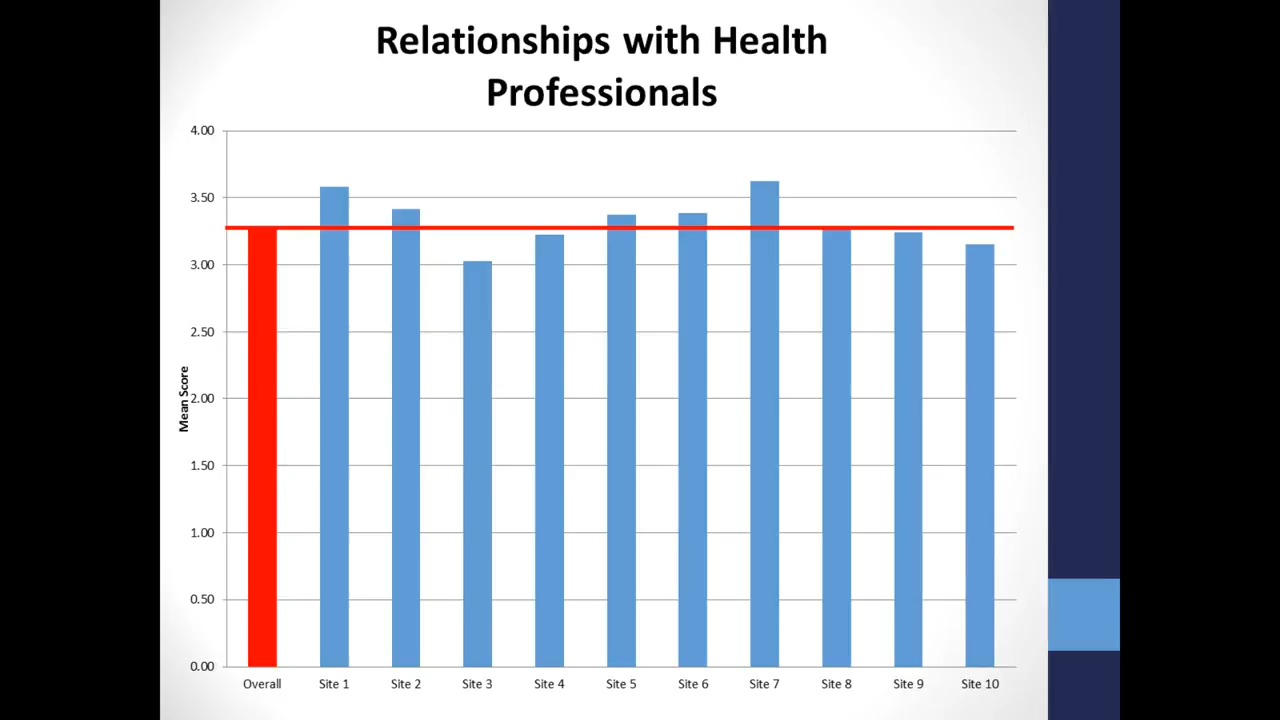 Relationships with Health
Professionals
4.00
3.50
3.00
2.50
2.00
1.50
1.00
0.50
0.00
Mean Score
Overall Site 1 Site 2 Site 3 Site 4 Site 5 Site 6 Site 7 Site 8 Site 9 Site 10